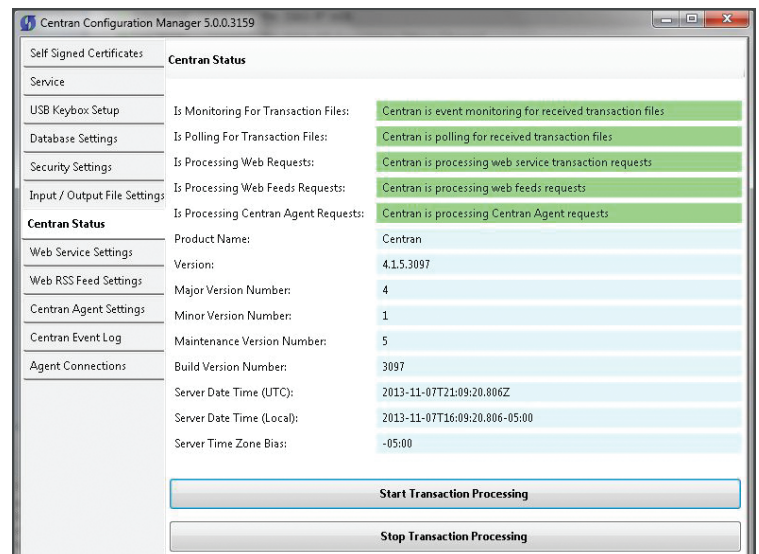 Centran Configuration Manager 5.0.0.3159
Self Signed Certificates
Service
USB Keybox Setup
Database Settings
Security Settings
Input / Output File Settings
Centran Status
Web Service Settings
Web RSS Feed Settings
Centran Agent Settings
Centran Event Log
Agent Connections
Centran Status
Is Monitoring For Transaction Files: Centran is event monitoring for received transaction files
Is Polling For Transaction Files: Centran is polling for received transaction files
Is Processing Web Requests: Centran is processing web service transaction requests
Is Processing Web Feeds Requests: Centran is processing web feeds requests
Is Processing Centran Agent Requests: Centran is processing Centran Agent requests
Product Name: Centran
Version: 4.1.5.3097
Major Version Number: 4
Minor Version Number: 1
Maintenance Version Number: 5
Build Version Number: 3097
Server Date Time (UTC): 2013-11-07T21:09:20.806Z
Server Date Time (Local): 2013-11-07T16:09:20.806-05:00
Server Time Zone Bias: -05:00
Start Transaction Processing
Stop Transaction Processing